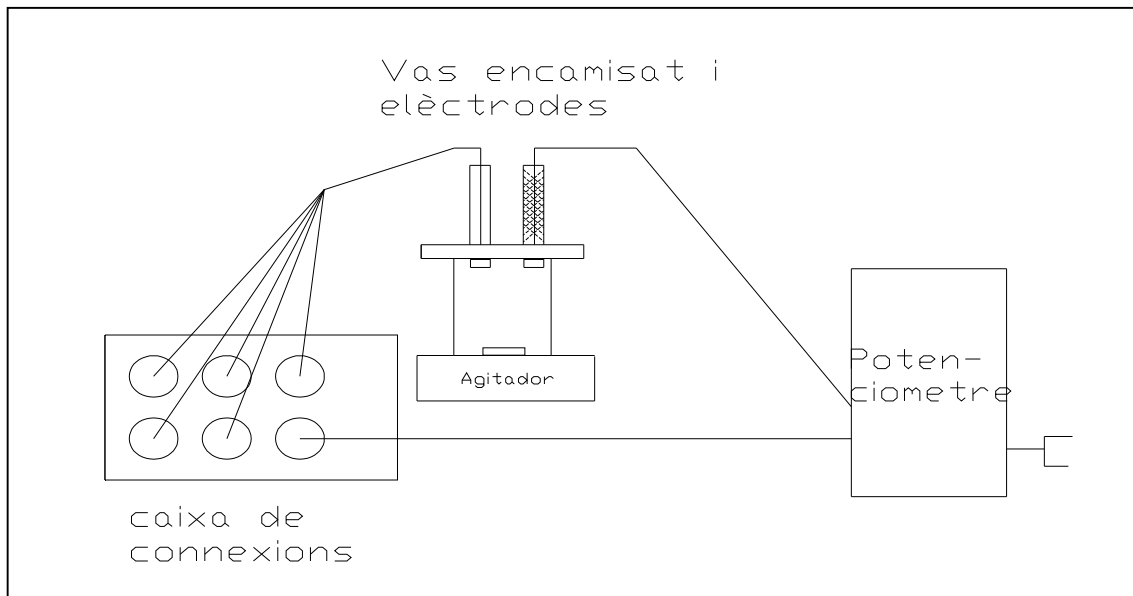 Vas encamisat i
elèctrodes
Poten-
ciometre
Agitador
caixa de
connexions